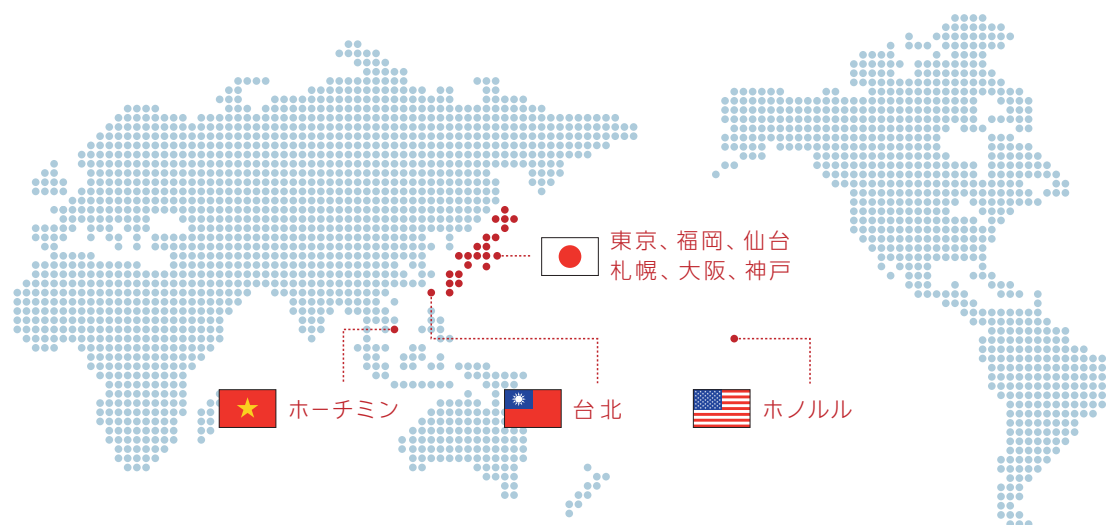 東京、福岡、仙台
札幌、大阪、神戸
ホーチミン
台北
ホノルル